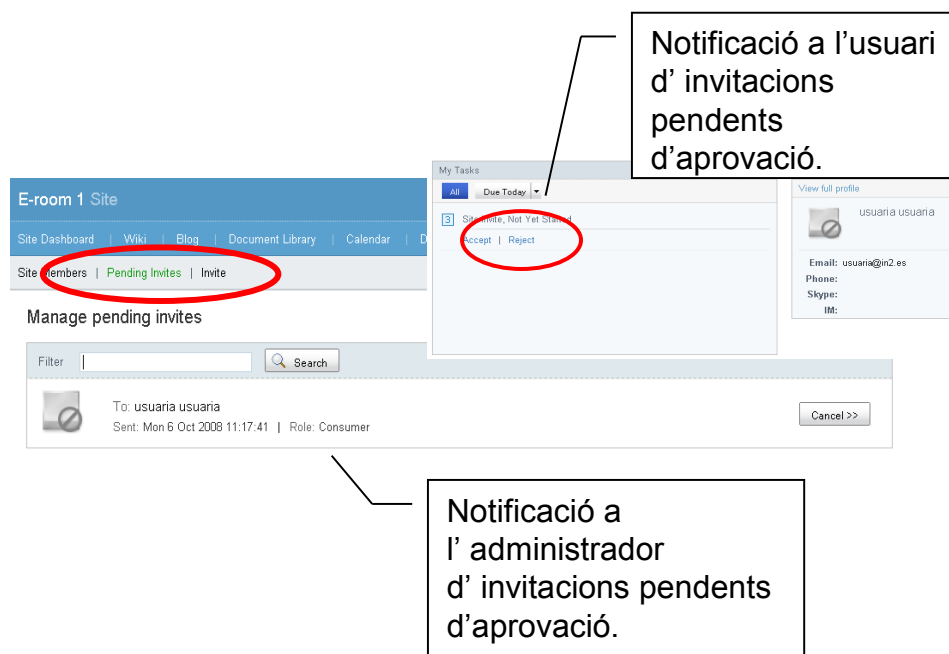 Notificació a l’usuari
d’ invitacions
pendents
d’aprovació.
My Tasks
All Due Today
3 Site Invite, Not Yet Started
Accept | Reject
View full profile
usuaria usuaria
Email: usuaria@in2.es
Phone:
Skype:
IM:
E-room 1 Site
Site Dashboard | Wiki | Blog | Document Library | Calendar | D
Site Members | Pending Invites | Invite
Manage pending invites
Filter Search
To: usuaria usuaria
Sent: Mon 6 Oct 2008 11:17:41 | Role: Consumer
Cancel >>
Notificació a
l’ administrador
d’ invitacions pendents
d’aprovació.